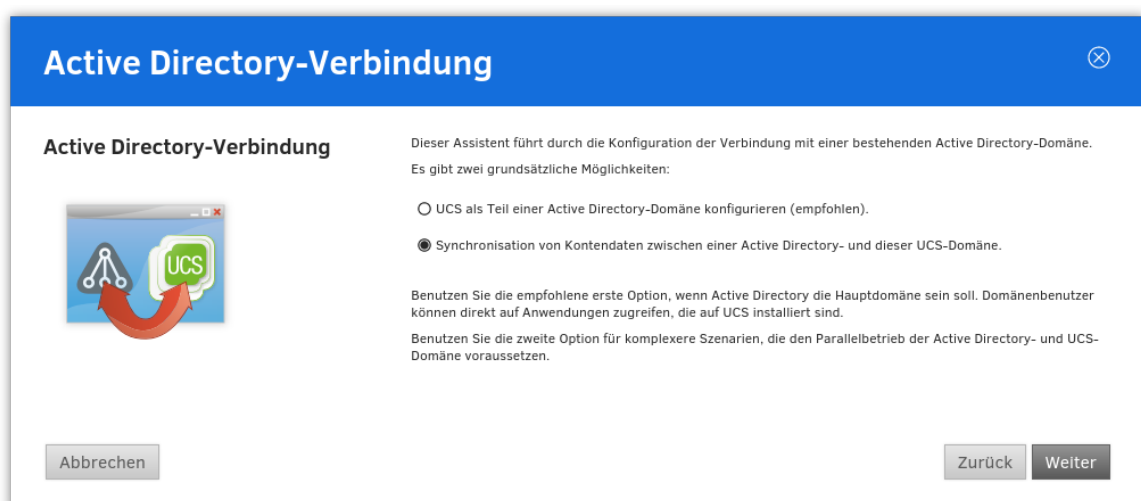 Active Directory-Verbindung
Active Directory-Verbindung
UCS
Dieser Assistent führt durch die Konfiguration der Verbindung mit einer bestehenden Active Directory-Domäne.
Es gibt zwei grundsätzliche Möglichkeiten:
UCS als Teil einer Active Directory-Domäne konfigurieren (empfohlen).
Synchronisation von Kontendaten zwischen einer Active Directory- und dieser UCS-Domäne.
Benutzen Sie die empfohlene erste Option, wenn Active Directory die Hauptdomäne sein soll. Domänenbenutzer
können direkt auf Anwendungen zugreifen, die auf UCS installiert sind.
Benutzen Sie die zweite Option für komplexere Szenarien, die den Parallelbetrieb der Active Directory- und UCS-
Domäne voraussetzen.
Abbrechen
Zurück
Weiter